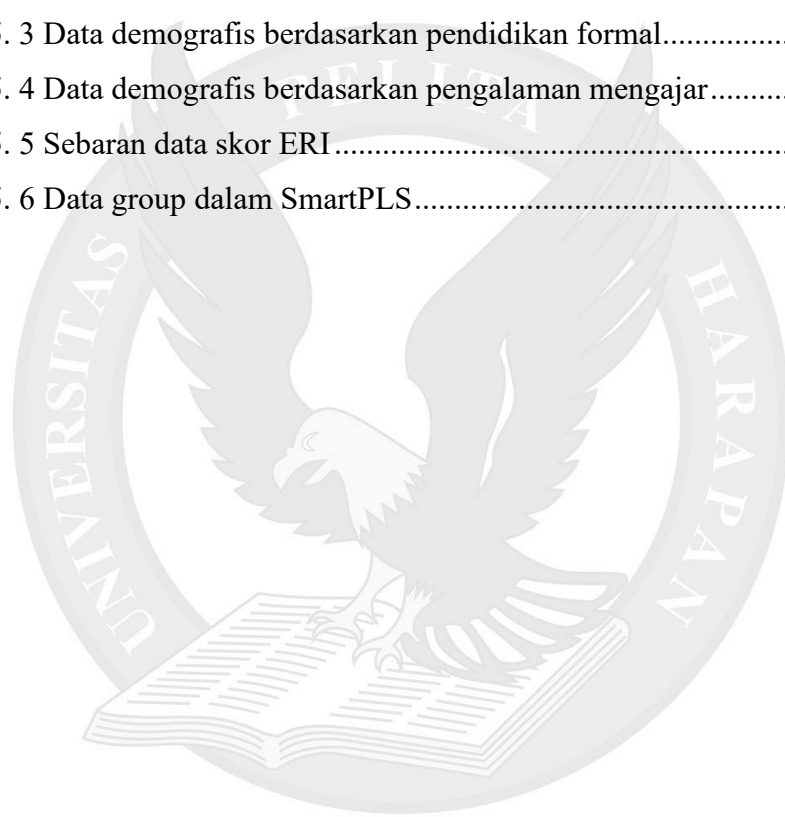 . 3 Data demografis berdasarkan pendidikan formal..................
. 4 Data demografis berdasarkan pengalaman mengajar............
. 5 Sebaran data skor ERI..........................................................
. 6 Data group dalam SmartPLS................................................
UNIVERSITAS PELITA HARAPAN